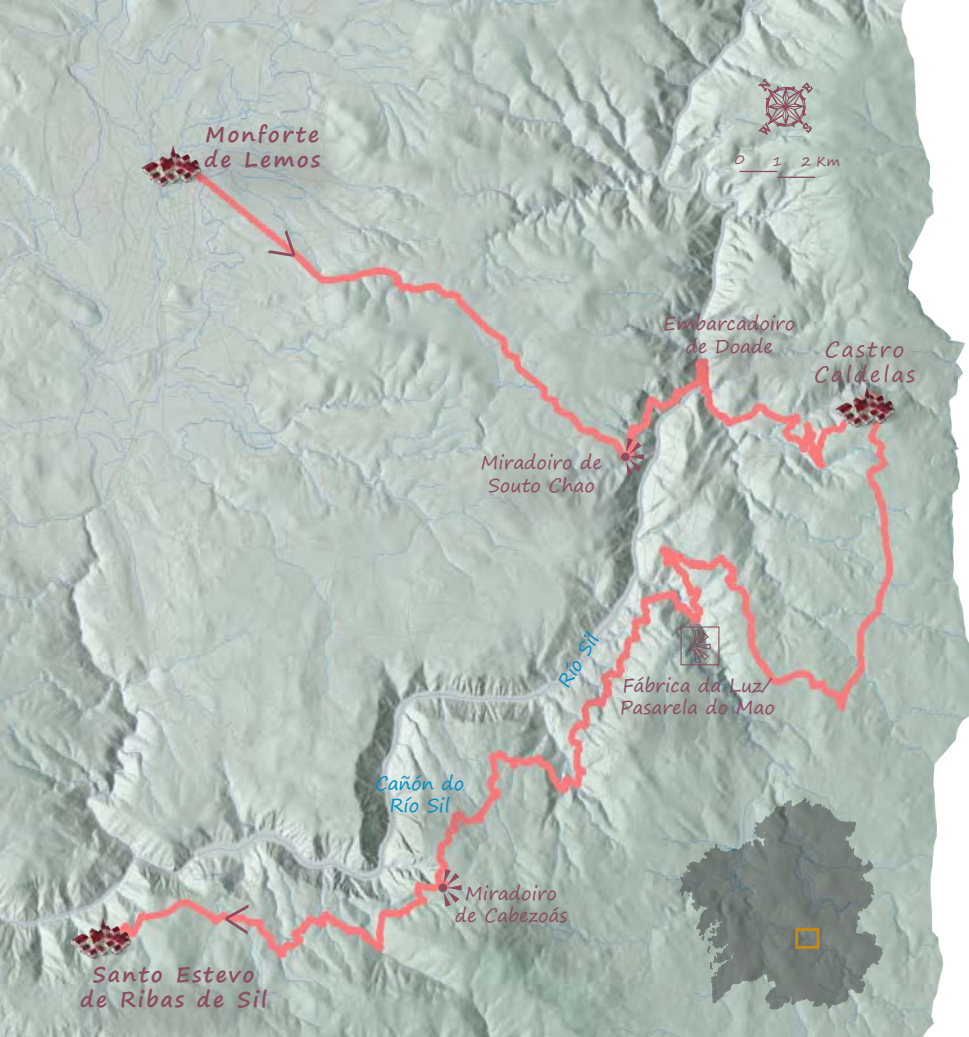 N
E
W
S
0 1 2 Km
Monforte
de Lemos
Embarcadoiro
de Doade
Castro
Caldelas
Miradoiro de
Souto Chao
Río Sil
Fábrica da Luz/
Pasarela do Mao
Cañón do
Río Sil
Miradoiro
de Cabezoás
Santo Estevo
de Ribas de Sil